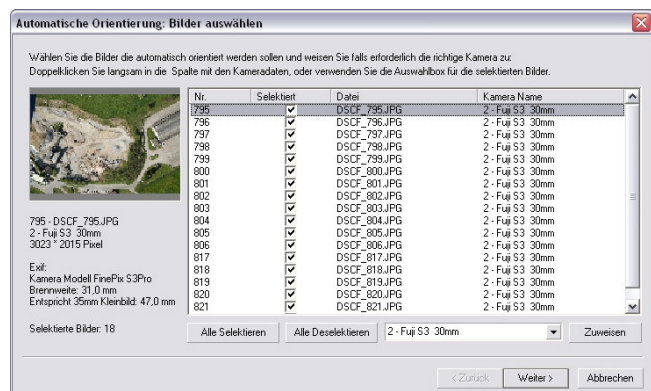 Automatische Orientierung: Bilder auswählen
Wählen Sie die Bilder die automatisch orientiert werden sollen und weisen Sie falls erforderlich die richtige Kamera zu:
Doppelklicken Sie langsam in die Spalte mit den Kameradaten, oder verwenden Sie die Auswahlbox für die selektierten Bilder.
Nr. Selektiert Datei Kamera Name
795 DSCF_795.JPG 2 - Fuji S3 30mm
796 DSCF_796.JPG 2 - Fuji S3 30mm
797 DSCF_797.JPG 2 - Fuji S3 30mm
798 DSCF_798.JPG 2 - Fuji S3 30mm
799 DSCF_799.JPG 2 - Fuji S3 30mm
800 DSCF_800.JPG 2 - Fuji S3 30mm
801 DSCF_801.JPG 2 - Fuji S3 30mm
802 DSCF_802.JPG 2 - Fuji S3 30mm
803 DSCF_803.JPG 2 - Fuji S3 30mm
804 DSCF_804.JPG 2 - Fuji S3 30mm
805 DSCF_805.JPG 2 - Fuji S3 30mm
806 DSCF_806.JPG 2 - Fuji S3 30mm
817 DSCF_817.JPG 2 - Fuji S3 30mm
818 DSCF_818.JPG 2 - Fuji S3 30mm
819 DSCF_819.JPG 2 - Fuji S3 30mm
820 DSCF_820.JPG 2 - Fuji S3 30mm
821 DSCF_821.JPG 2 - Fuji S3 30mm
795 - DSCF_795.JPG
2 - Fuji S3 30mm
3023 * 2015 Pixel
Exif:
Kamera Modell FinePix S3Pro
Brennweite: 31,0 mm
Entspricht 35mm Kleinbild: 47,0 mm
Selektierte Bilder: 18
Alle Selektieren
Alle Deselektieren
2 - Fuji S3 30mm
Zuweisen
< Zurück
Weiter >
Abbrechen